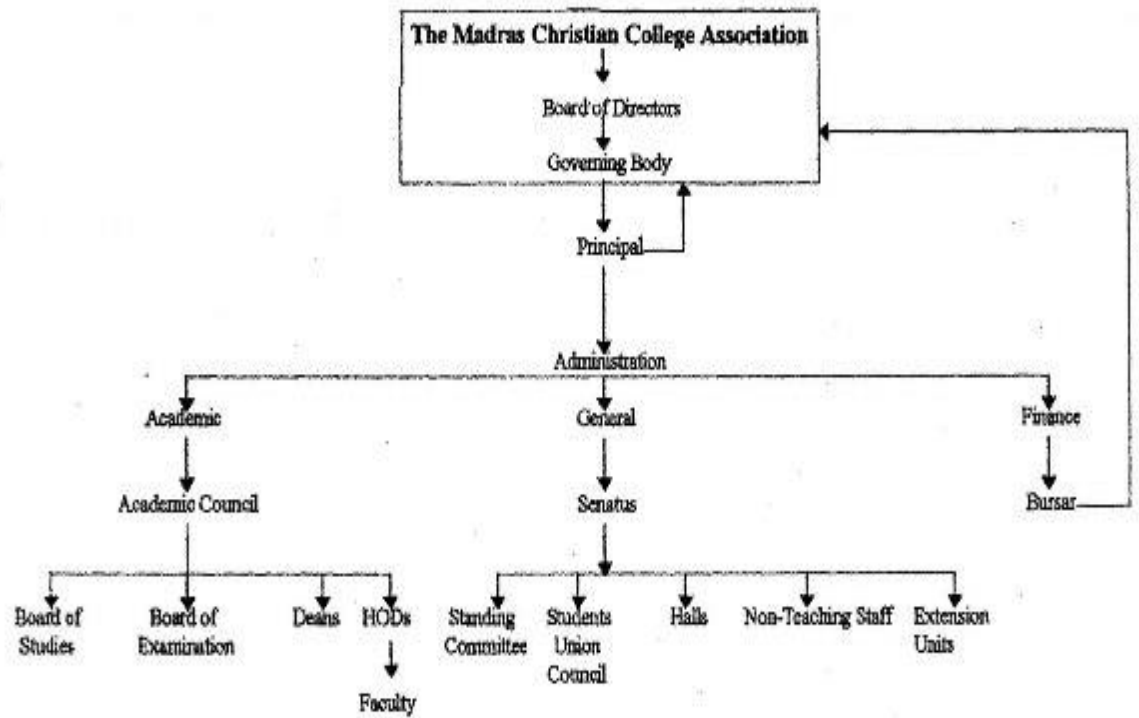 The Madras Christian College Association
Board of Directors
Governing Body
Principal
Administration
Academic
General
Finance
Academic Council
Senatus
Bursar
Board of
Studies
Board of
Examination
Deans
HODs
Standing
Committee
Students
Union
Council
Halls
Non-Teaching Staff
Extension
Units
Faculty